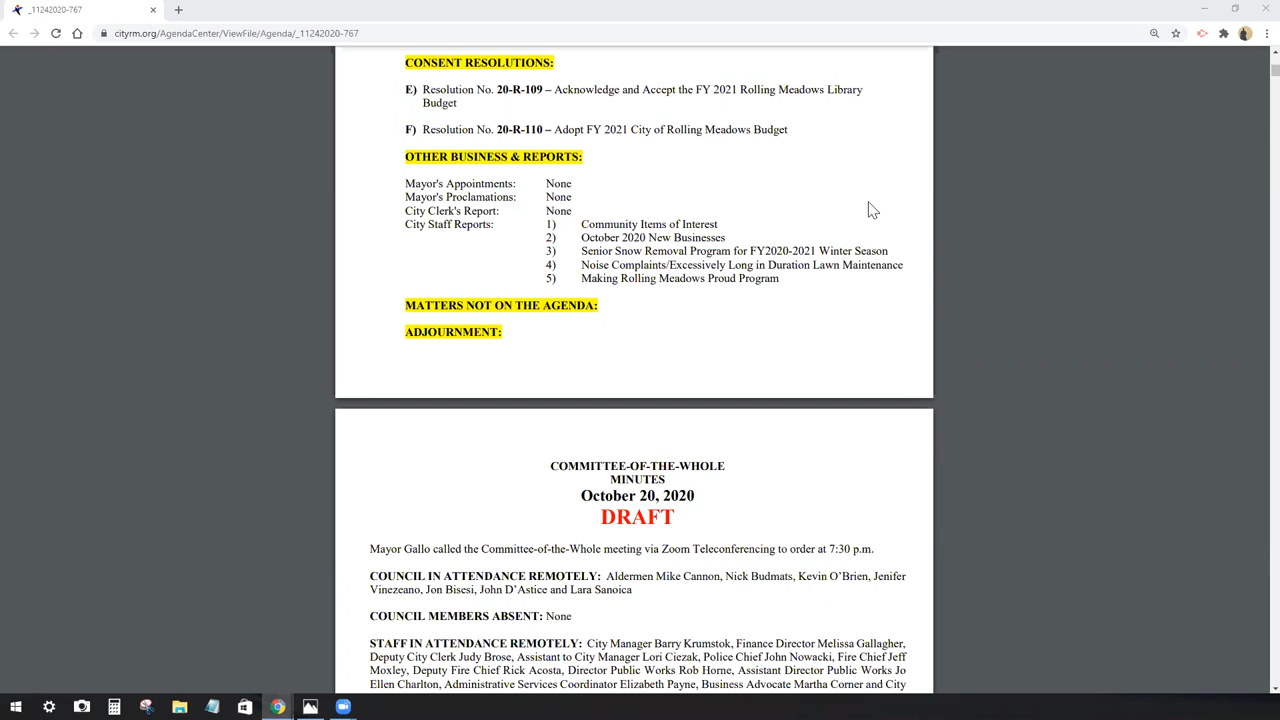 _11242020-767
cityrm.org/AgendaCenter/ViewFile/Agenda/_11242020-767
CONSENT RESOLUTIONS:
E) Resolution No. 20-R-109 – Acknowledge and Accept the FY 2021 Rolling Meadows Library
Budget
F) Resolution No. 20-R-110 – Adopt FY 2021 City of Rolling Meadows Budget
OTHER BUSINESS & REPORTS:
Mayor's Appointments: None
Mayor's Proclamations: None
City Clerk's Report: None
City Staff Reports: 1) Community Items of Interest
2) October 2020 New Businesses
3) Senior Snow Removal Program for FY2020-2021 Winter Season
4) Noise Complaints/Excessively Long in Duration Lawn Maintenance
5) Making Rolling Meadows Proud Program
MATTERS NOT ON THE AGENDA:
ADJOURNMENT:
COMMITTEE-OF-THE-WHOLE
MINUTES
October 20, 2020
DRAFT
Mayor Gallo called the Committee-of-the-Whole meeting via Zoom Teleconferencing to order at 7:30 p.m.
COUNCIL IN ATTENDANCE REMOTELY: Aldermen Mike Cannon, Nick Budmats, Kevin O’Brien, Jenifer
Vinezeano, Jon Bisesi, John D’Astice and Lara Sanoica
COUNCIL MEMBERS ABSENT: None
STAFF IN ATTENDANCE REMOTELY: City Manager Barry Krumstok, Finance Director Melissa Gallagher,
Deputy City Clerk Judy Brose, Assistant to City Manager Lori Ciezak, Police Chief John Nowacki, Fire Chief Jeff
Moxley, Deputy Fire Chief Rick Acosta, Director Public Works Rob Horne, Assistant Director Public Works Jo
Ellen Charlton, Administrative Services Coordinator Elizabeth Payne, Business Advocate Martha Corner and City